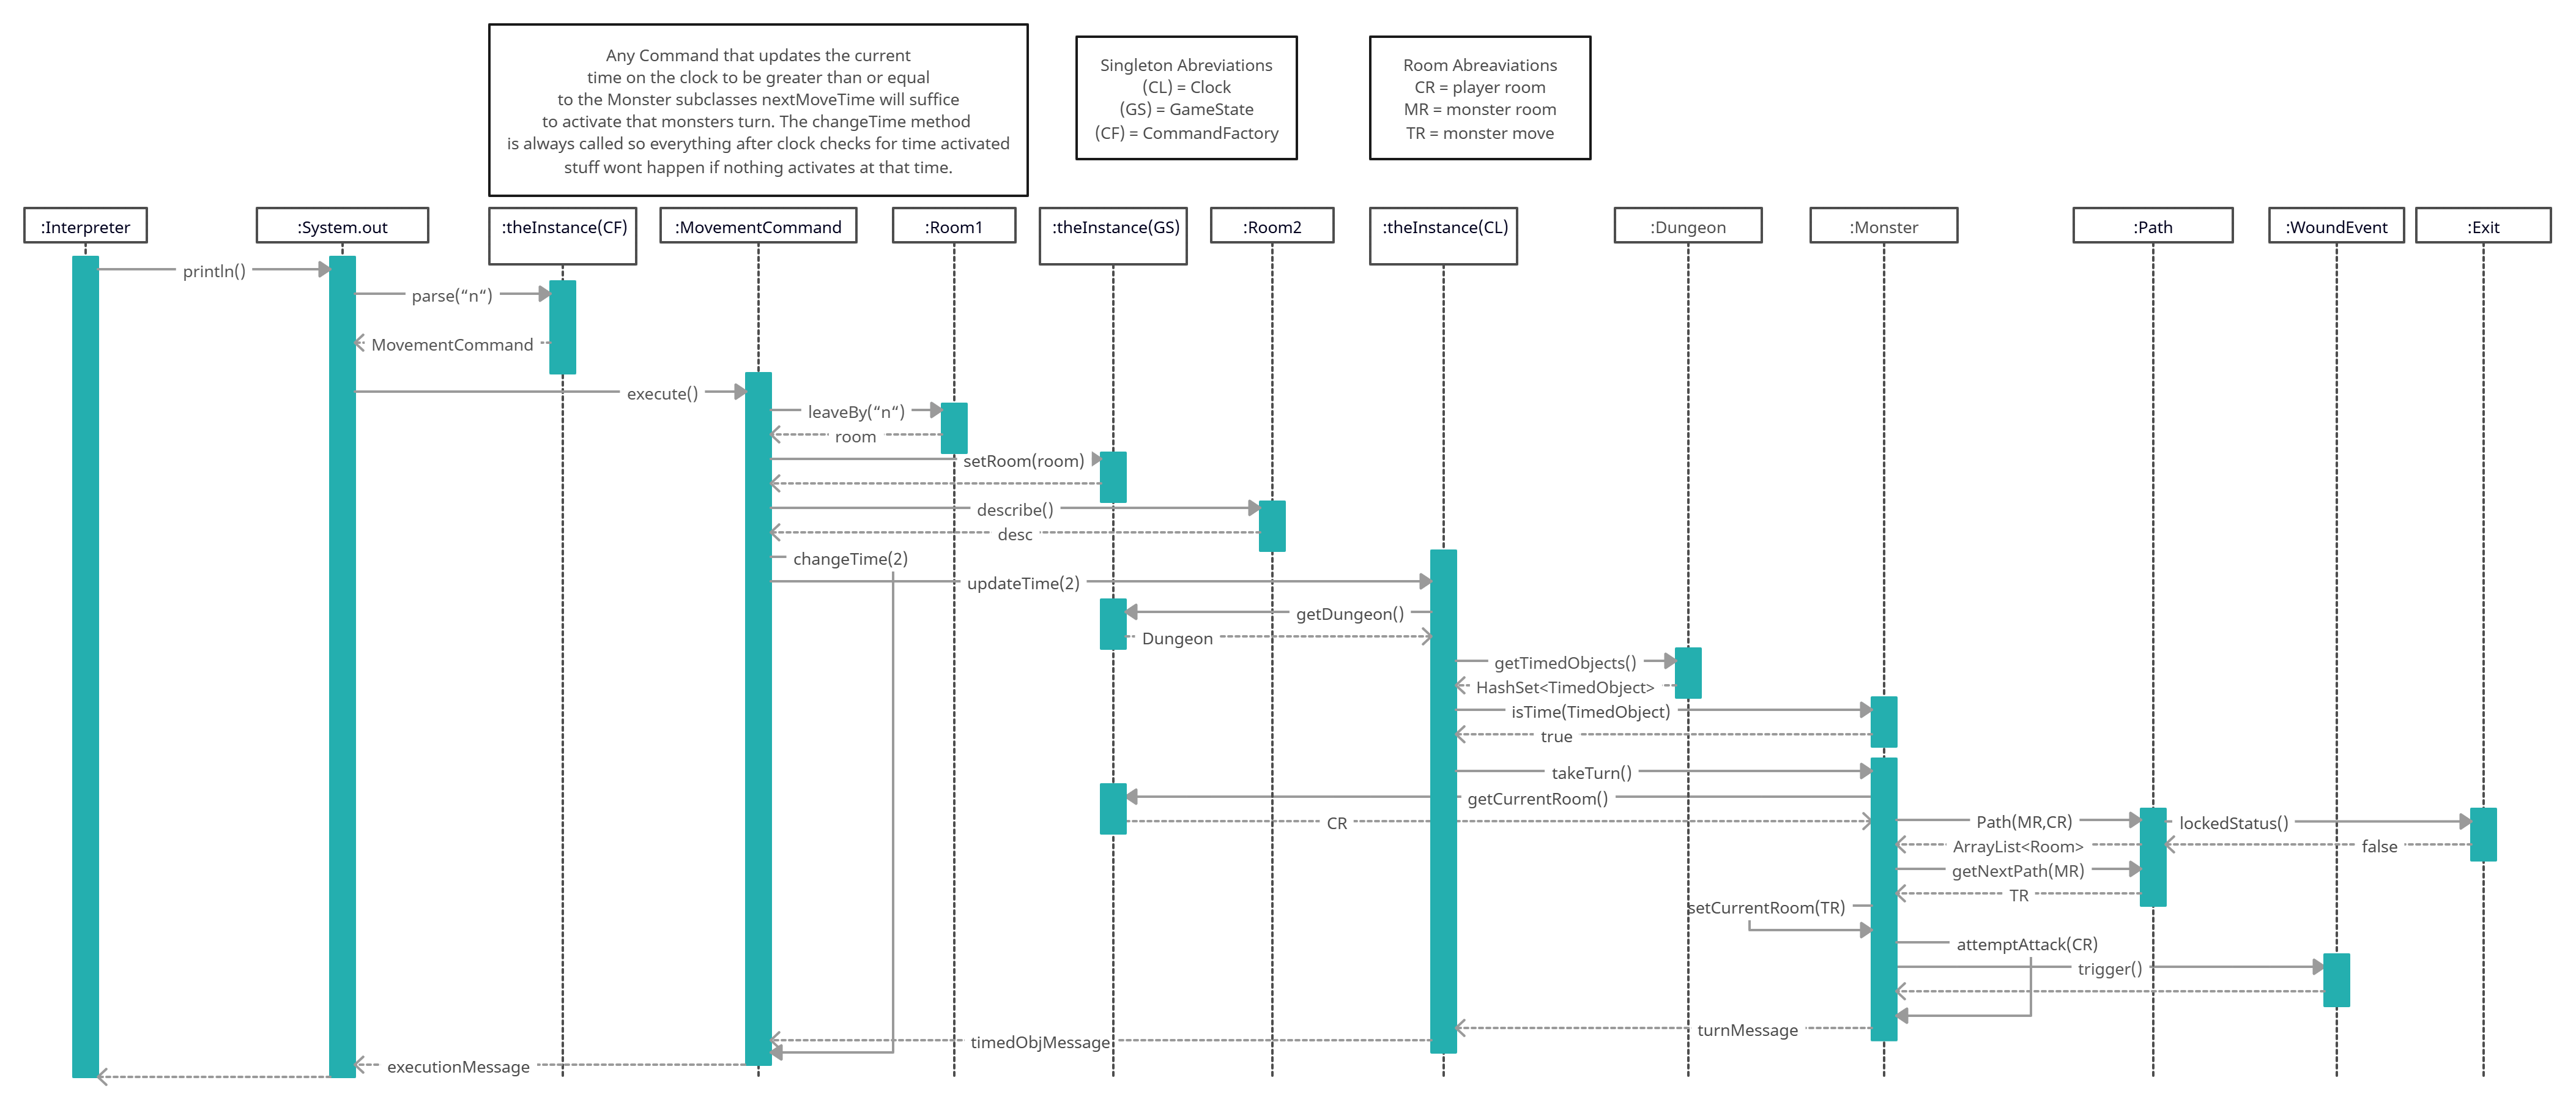 Any Command that updates the current
time on the clock to be greater than or equal
to the Monster subclasses nextMoveTime will suffice
to activate that monsters turn. The changeTime method
is always called so everything after clock checks for time activated
stuff wont happen if nothing activates at that time.
Singleton Abreviations
(CL) = Clock
(GS) = GameState
(CF) = CommandFactory
Room Abreaviations
CR = player room
MR = monster room
TR = monster move
:Interpreter
:System.out
:theInstance(CF)
:MovementCommand
:Room1
:theInstance(GS)
:Room2
:theInstance(CL)
:Dungeon
:Monster
:Path
:WoundEvent
:Exit
println()
parse(“n“)
MovementCommand
execute()
leaveBy(“n“)
room
setRoom(room)
describe()
desc
changeTime(2)
updateTime(2)
getDungeon()
Dungeon
getTimedObjects()
HashSet<TimedObject>
isTime(TimedObject)
true
takeTurn()
getCurrentRoom()
CR
Path(MR,CR)
lockedStatus()
ArrayList<Room>
false
getNextPath(MR)
TR
setCurrentRoom(TR)
attemptAttack(CR)
trigger()
turnMessage
timedObjMessage
executionMessage